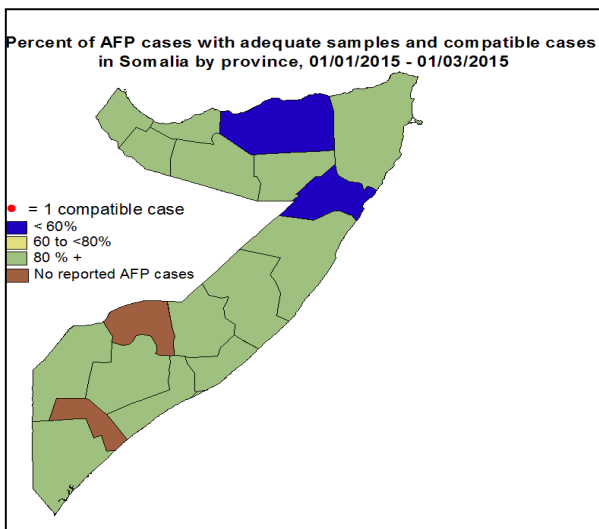 Percent of AFP cases with adequate samples and compatible cases
in Somalia by province, 01/01/2015 - 01/03/2015
= 1 compatible case
< 60%
60 to <80%
80 % +
No reported AFP cases